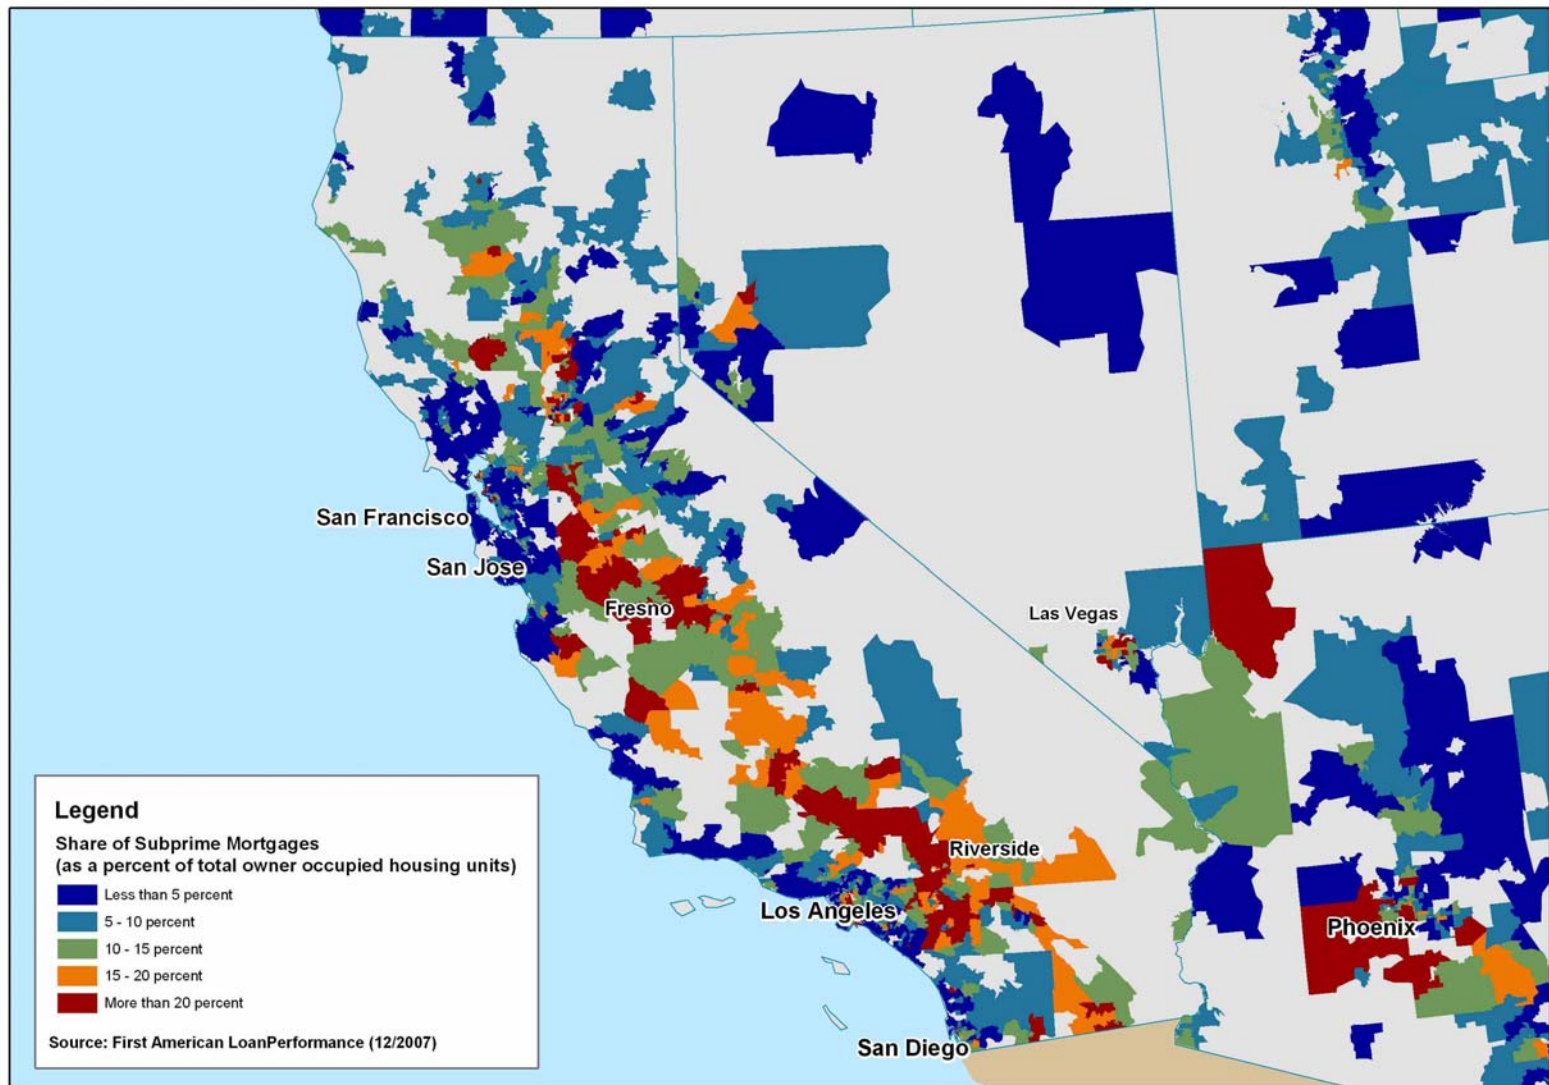 San Francisco
San Jose
Fresno
Las Vegas
Riverside
Los Angeles
Phoenix
San Diego
Legend
Share of Subprime Mortgages
(as a percent of total owner occupied housing units)
Less than 5 percent
5 - 10 percent
10 - 15 percent
15 - 20 percent
More than 20 percent
Source: First American LoanPerformance (12/2007)